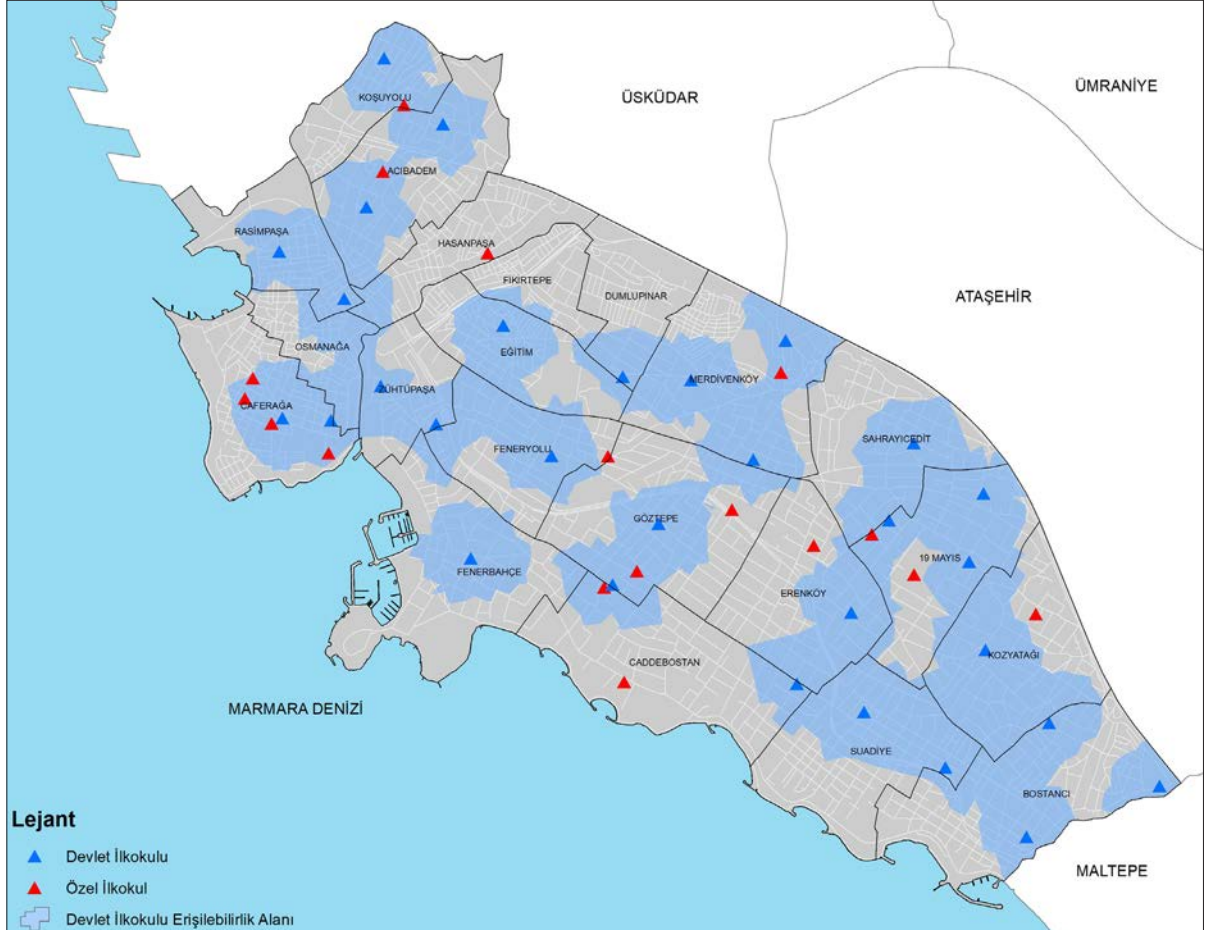 ÜSKÜDAR
ÜMRANİYE
KOŞUYOLU
ACIBADEM
RASİMPAŞA
HASANPAŞA
FİKİRTEPE
DUMLUPINAR
ATAŞEHİR
OSMANAĞA
EĞİTİM
ZÜHTÜPAŞA
MERDİVENKÖY
CAFERAĞA
SAHRAYICEDİT
FENERYOLU
GÖZTEPE
19 MAYIS
FENERBAHÇE
ERENKÖY
KOZYATAĞI
CADDEBOSTAN
MARMARA DENİZİ
SUADİYE
BOSTANCI
MALTEPE
Lejant
Devlet İlkokulu
Özel İlkokul
Devlet İlkokulu Erişilebilirlik Alanı